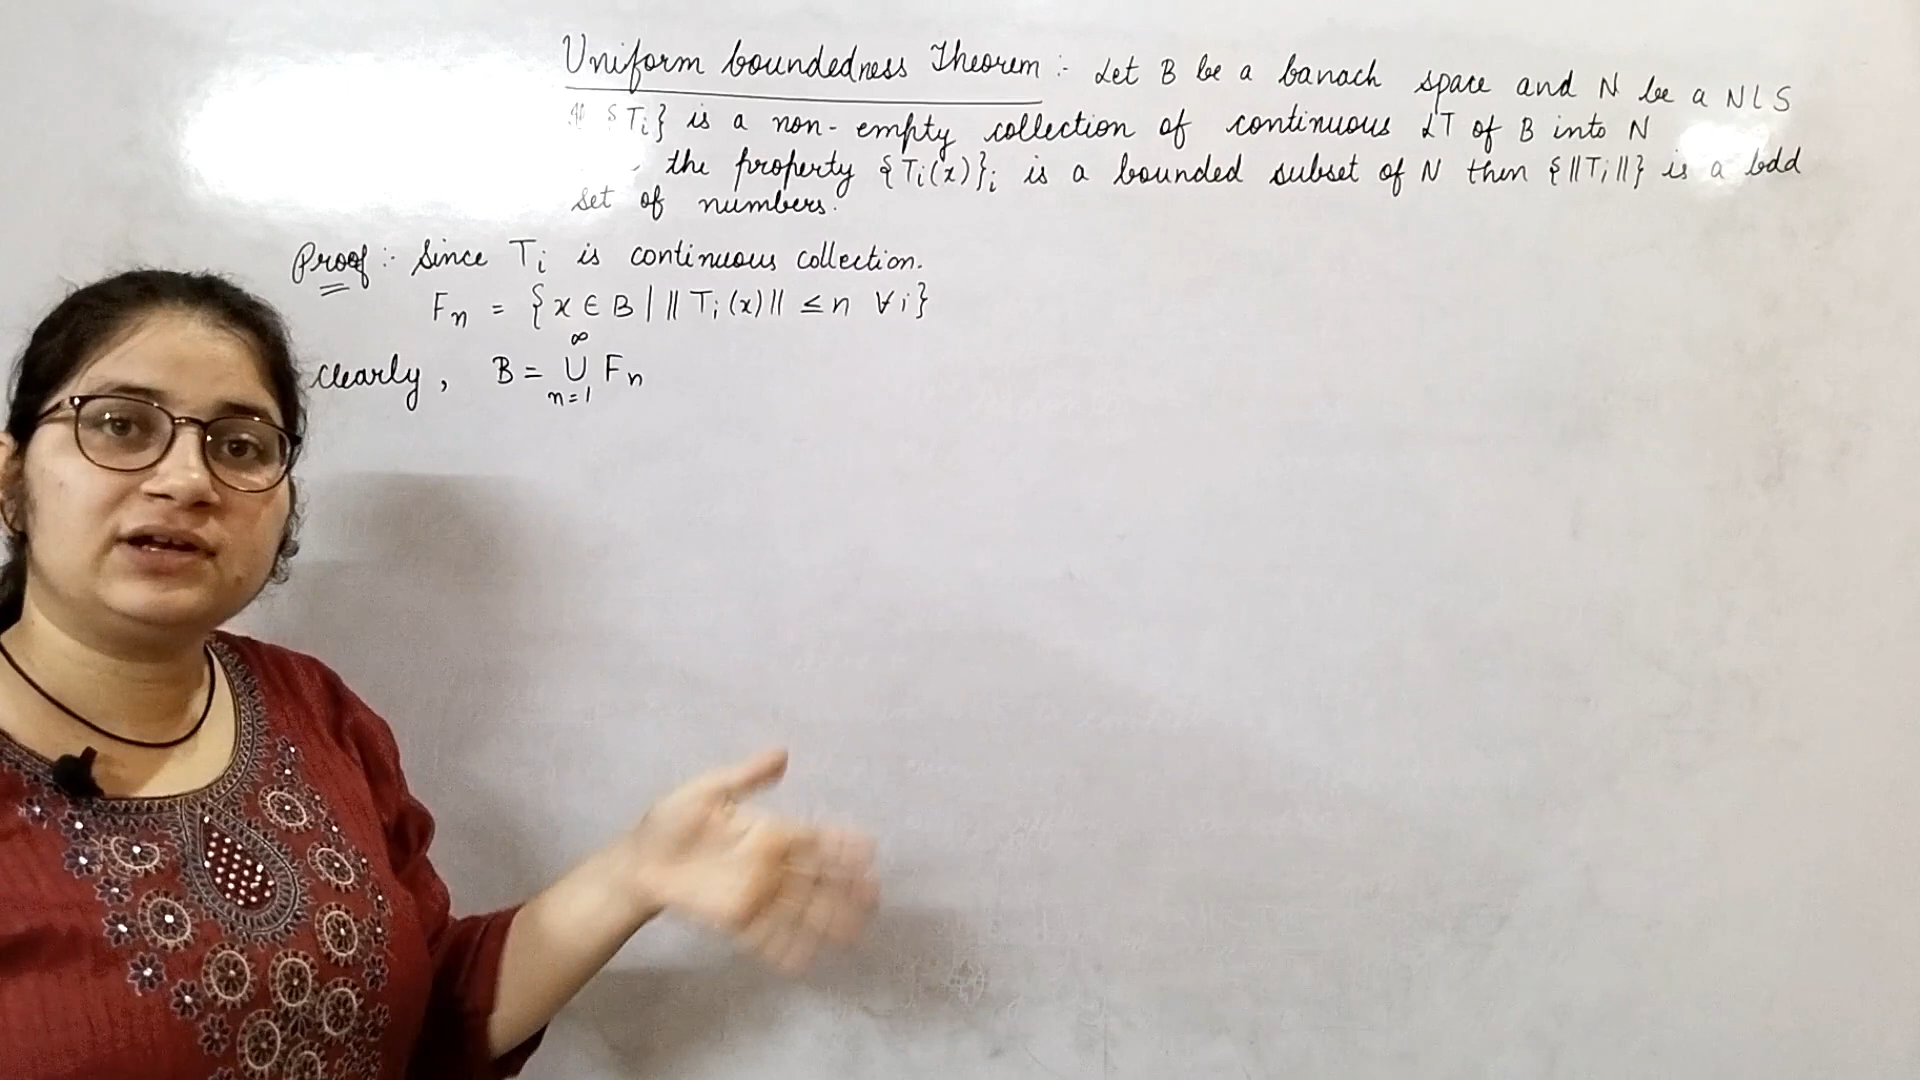 Uniform boundedness Theorem :- Let B be a banach space and N be a NLS
{Ti} is a non-empty collection of continuous LT of B into N
the property {Ti(x)}i is a bounded subset of N then {||Ti||} is a bdd
set of numbers.
Proof :- Since Ti is continuous collection.
Fn = {x ∈ B | ||Ti(x)|| ≤ n ∀ i}
Clearly, B = ∞∪n=1 Fn